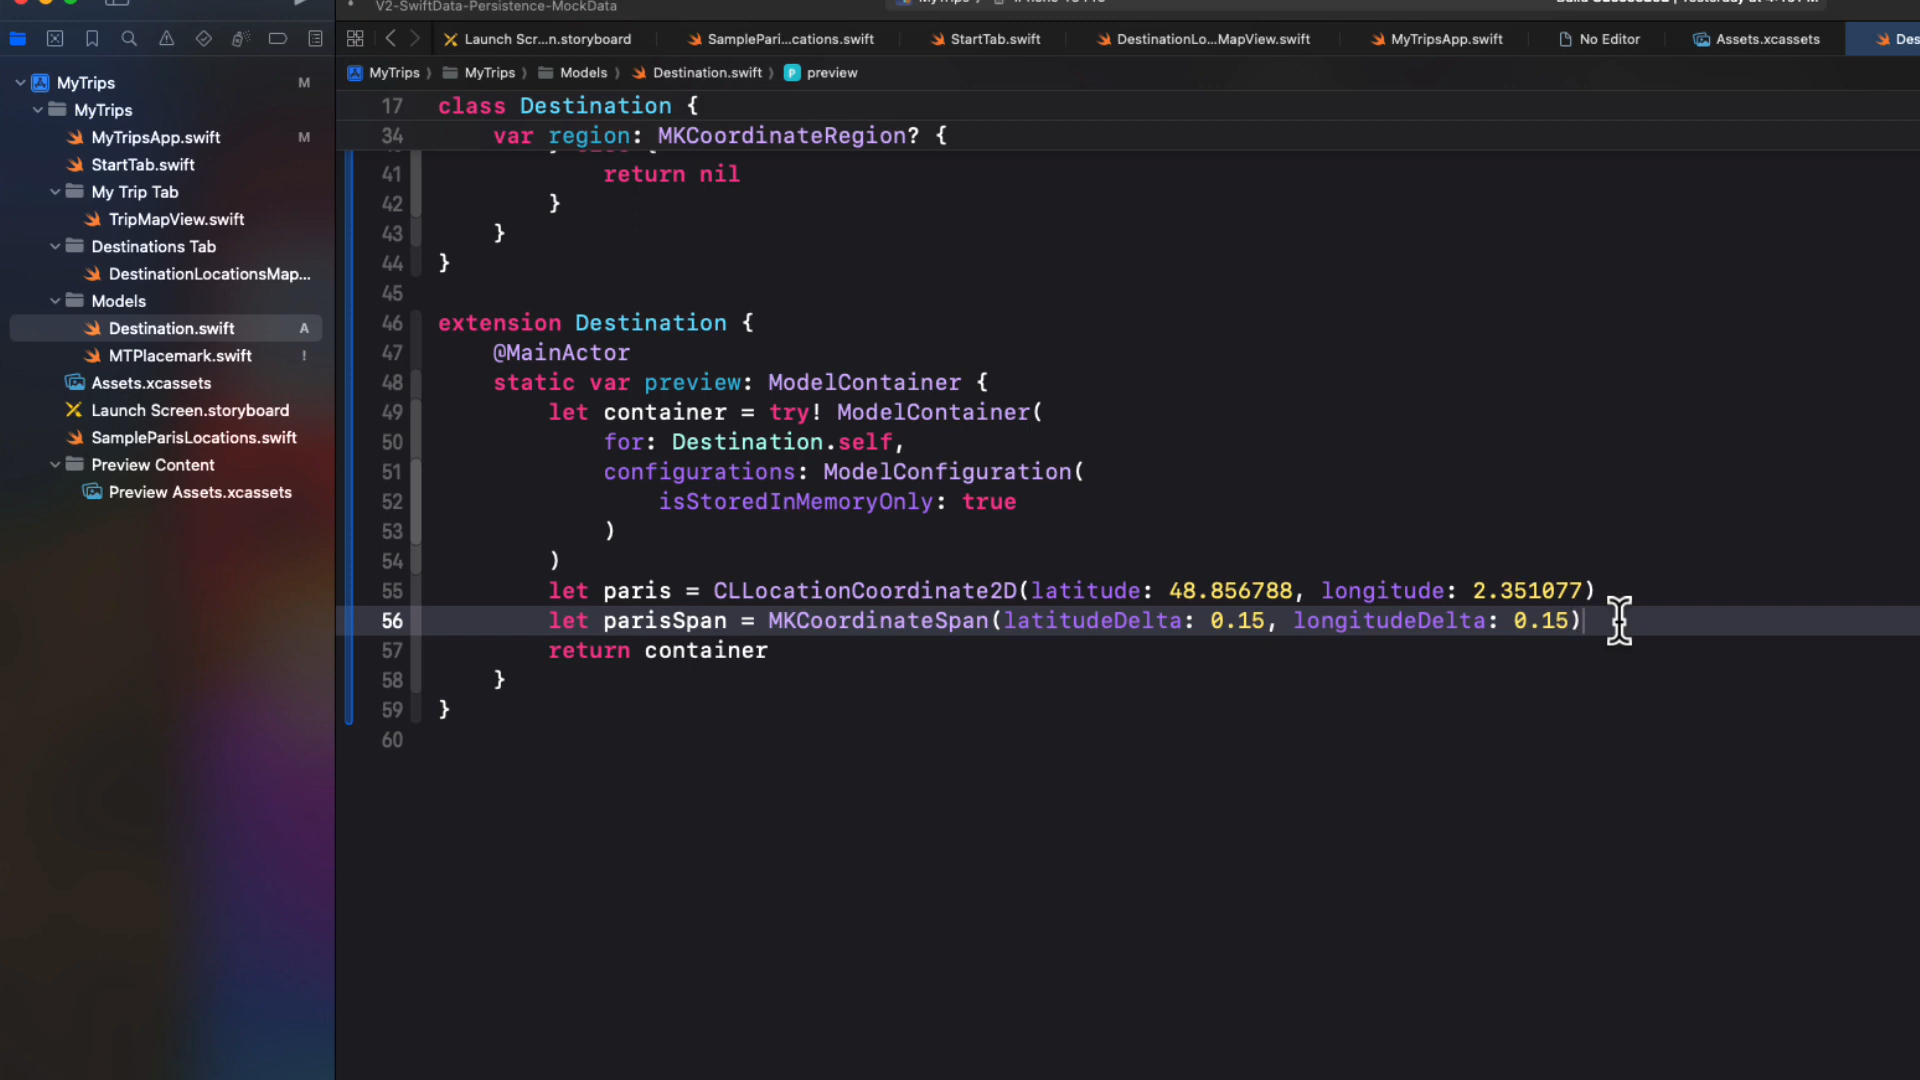 V2-SwiftData-Persistence-MockData
Launch Scr...n.storyboard
SamplePari...cations.swift
StartTab.swift
DestinationLo...MapView.swift
MyTripsApp.swift
No Editor
Assets.xcassets
Des
MyTrips
M
MyTrips
MyTripsApp.swift
M
StartTab.swift
My Trip Tab
TripMapView.swift
Destinations Tab
DestinationLocationsMap...
Models
Destination.swift
A
MTPlacemark.swift
!
Assets.xcassets
Launch Screen.storyboard
SampleParisLocations.swift
Preview Content
Preview Assets.xcassets
MyTrips 〉 MyTrips 〉 Models 〉 Destination.swift 〉 P preview
17 class Destination {
34 var region: MKCoordinateRegion? {
41 return nil
42 }
43 }
44 }
45
46 extension Destination {
47 @MainActor
48 static var preview: ModelContainer {
49 let container = try! ModelContainer(
50 for: Destination.self,
51 configurations: ModelConfiguration(
52 isStoredInMemoryOnly: true
53 )
54 )
55 let paris = CLLocationCoordinate2D(latitude: 48.856788, longitude: 2.351077)
56 let parisSpan = MKCoordinateSpan(latitudeDelta: 0.15, longitudeDelta: 0.15)
57 return container
58 }
59 }
60